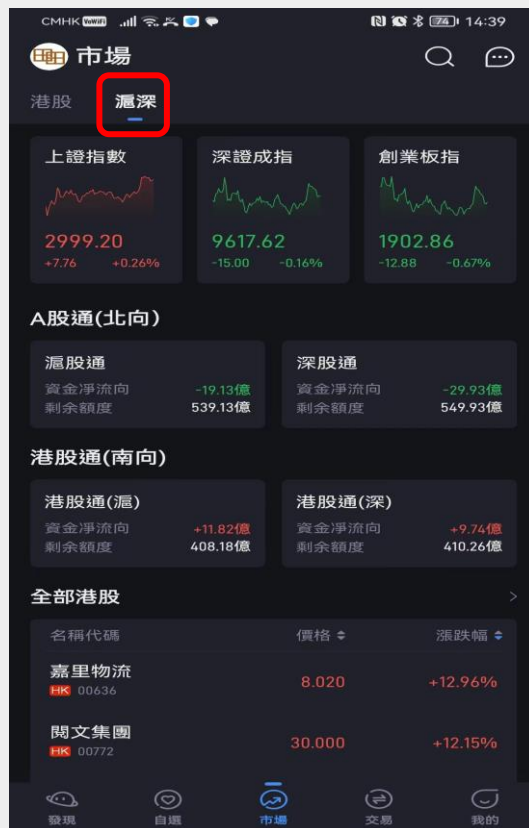 CMHK VoWiFi 74 14:39
市場
港股 滬深
上證指數 深證成指 創業板指
2999.20 9617.62 1902.86
+7.76 +0.26% -15.00 -0.16% -12.88 -0.67%
A股通(北向)
滬股通 深股通
資金淨流向 -19.13億 資金淨流向 -29.93億
剩余額度 539.13億 剩余額度 549.93億
港股通(南向)
港股通(滬) 港股通(深)
資金淨流向 +11.82億 資金淨流向 +9.74億
剩余額度 408.18億 剩余額度 410.26億
全部港股
名稱代碼 價格 漲跌幅
嘉里物流
HK 00636 8.020 +12.96%
閱文集團
HK 00772 30.000 +12.15%
發現 自選 市場 交易 我的